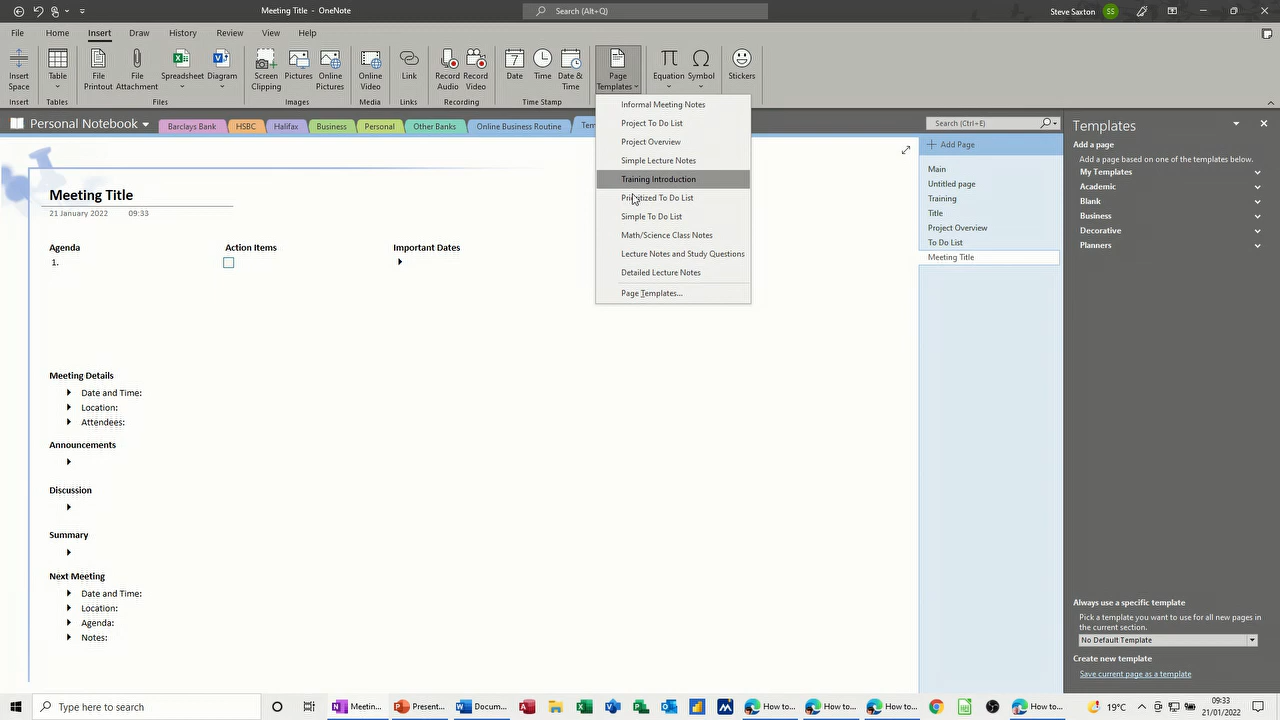 Meeting Title - OneNote
Search (Alt+Q)
Steve Saxton
SS
File
Home
Insert
Draw
History
Review
View
Help
Insert Space
Table
File Printout
File Attachment
Spreadsheet
Diagram
Screen Clipping
Pictures
Online Pictures
Online Video
Link
Record Audio
Record Video
Date
Time
Date & Time
Page Templates
Equation
Symbol
Stickers
Insert
Tables
Files
Images
Media
Links
Recording
Time Stamp
Personal Notebook
Barclays Bank
HSBC
Halifax
Business
Personal
Other Banks
Online Business Routine
Tem
Search (Ctrl+E)
Informal Meeting Notes
Project To Do List
Project Overview
Simple Lecture Notes
Training Introduction
Prioritized To Do List
Simple To Do List
Math/Science Class Notes
Lecture Notes and Study Questions
Detailed Lecture Notes
Page Templates...
Meeting Title
21 January 2022
09:33
Agenda
Action Items
Important Dates
1.
Meeting Details
Date and Time:
Location:
Attendees:
Announcements
Discussion
Summary
Next Meeting
Date and Time:
Location:
Agenda:
Notes:
Add Page
Main
Untitled page
Training
Title
Project Overview
To Do List
Meeting Title
Templates
Add a page
Add a page based on one of the templates below.
My Templates
Academic
Blank
Business
Decorative
Planners
Always use a specific template
Pick a template you want to use for all new pages in
the current section.
No Default Template
Create new template
Save current page as a template
Type here to search
Meetin...
Present...
Docum...
How to...
How to...
How to...
How to...
19°C
09:33
21/01/2022